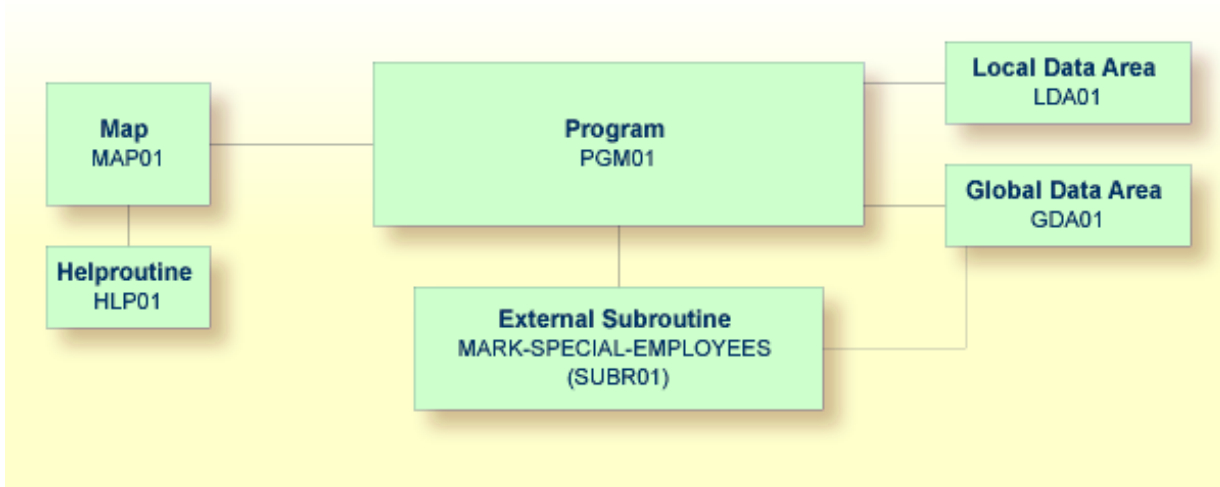 Map
MAP01
Helproutine
HLP01
Program
PGM01
External Subroutine
MARK-SPECIAL-EMPLOYEES
(SUBR01)
Local Data Area
LDA01
Global Data Area
GDA01